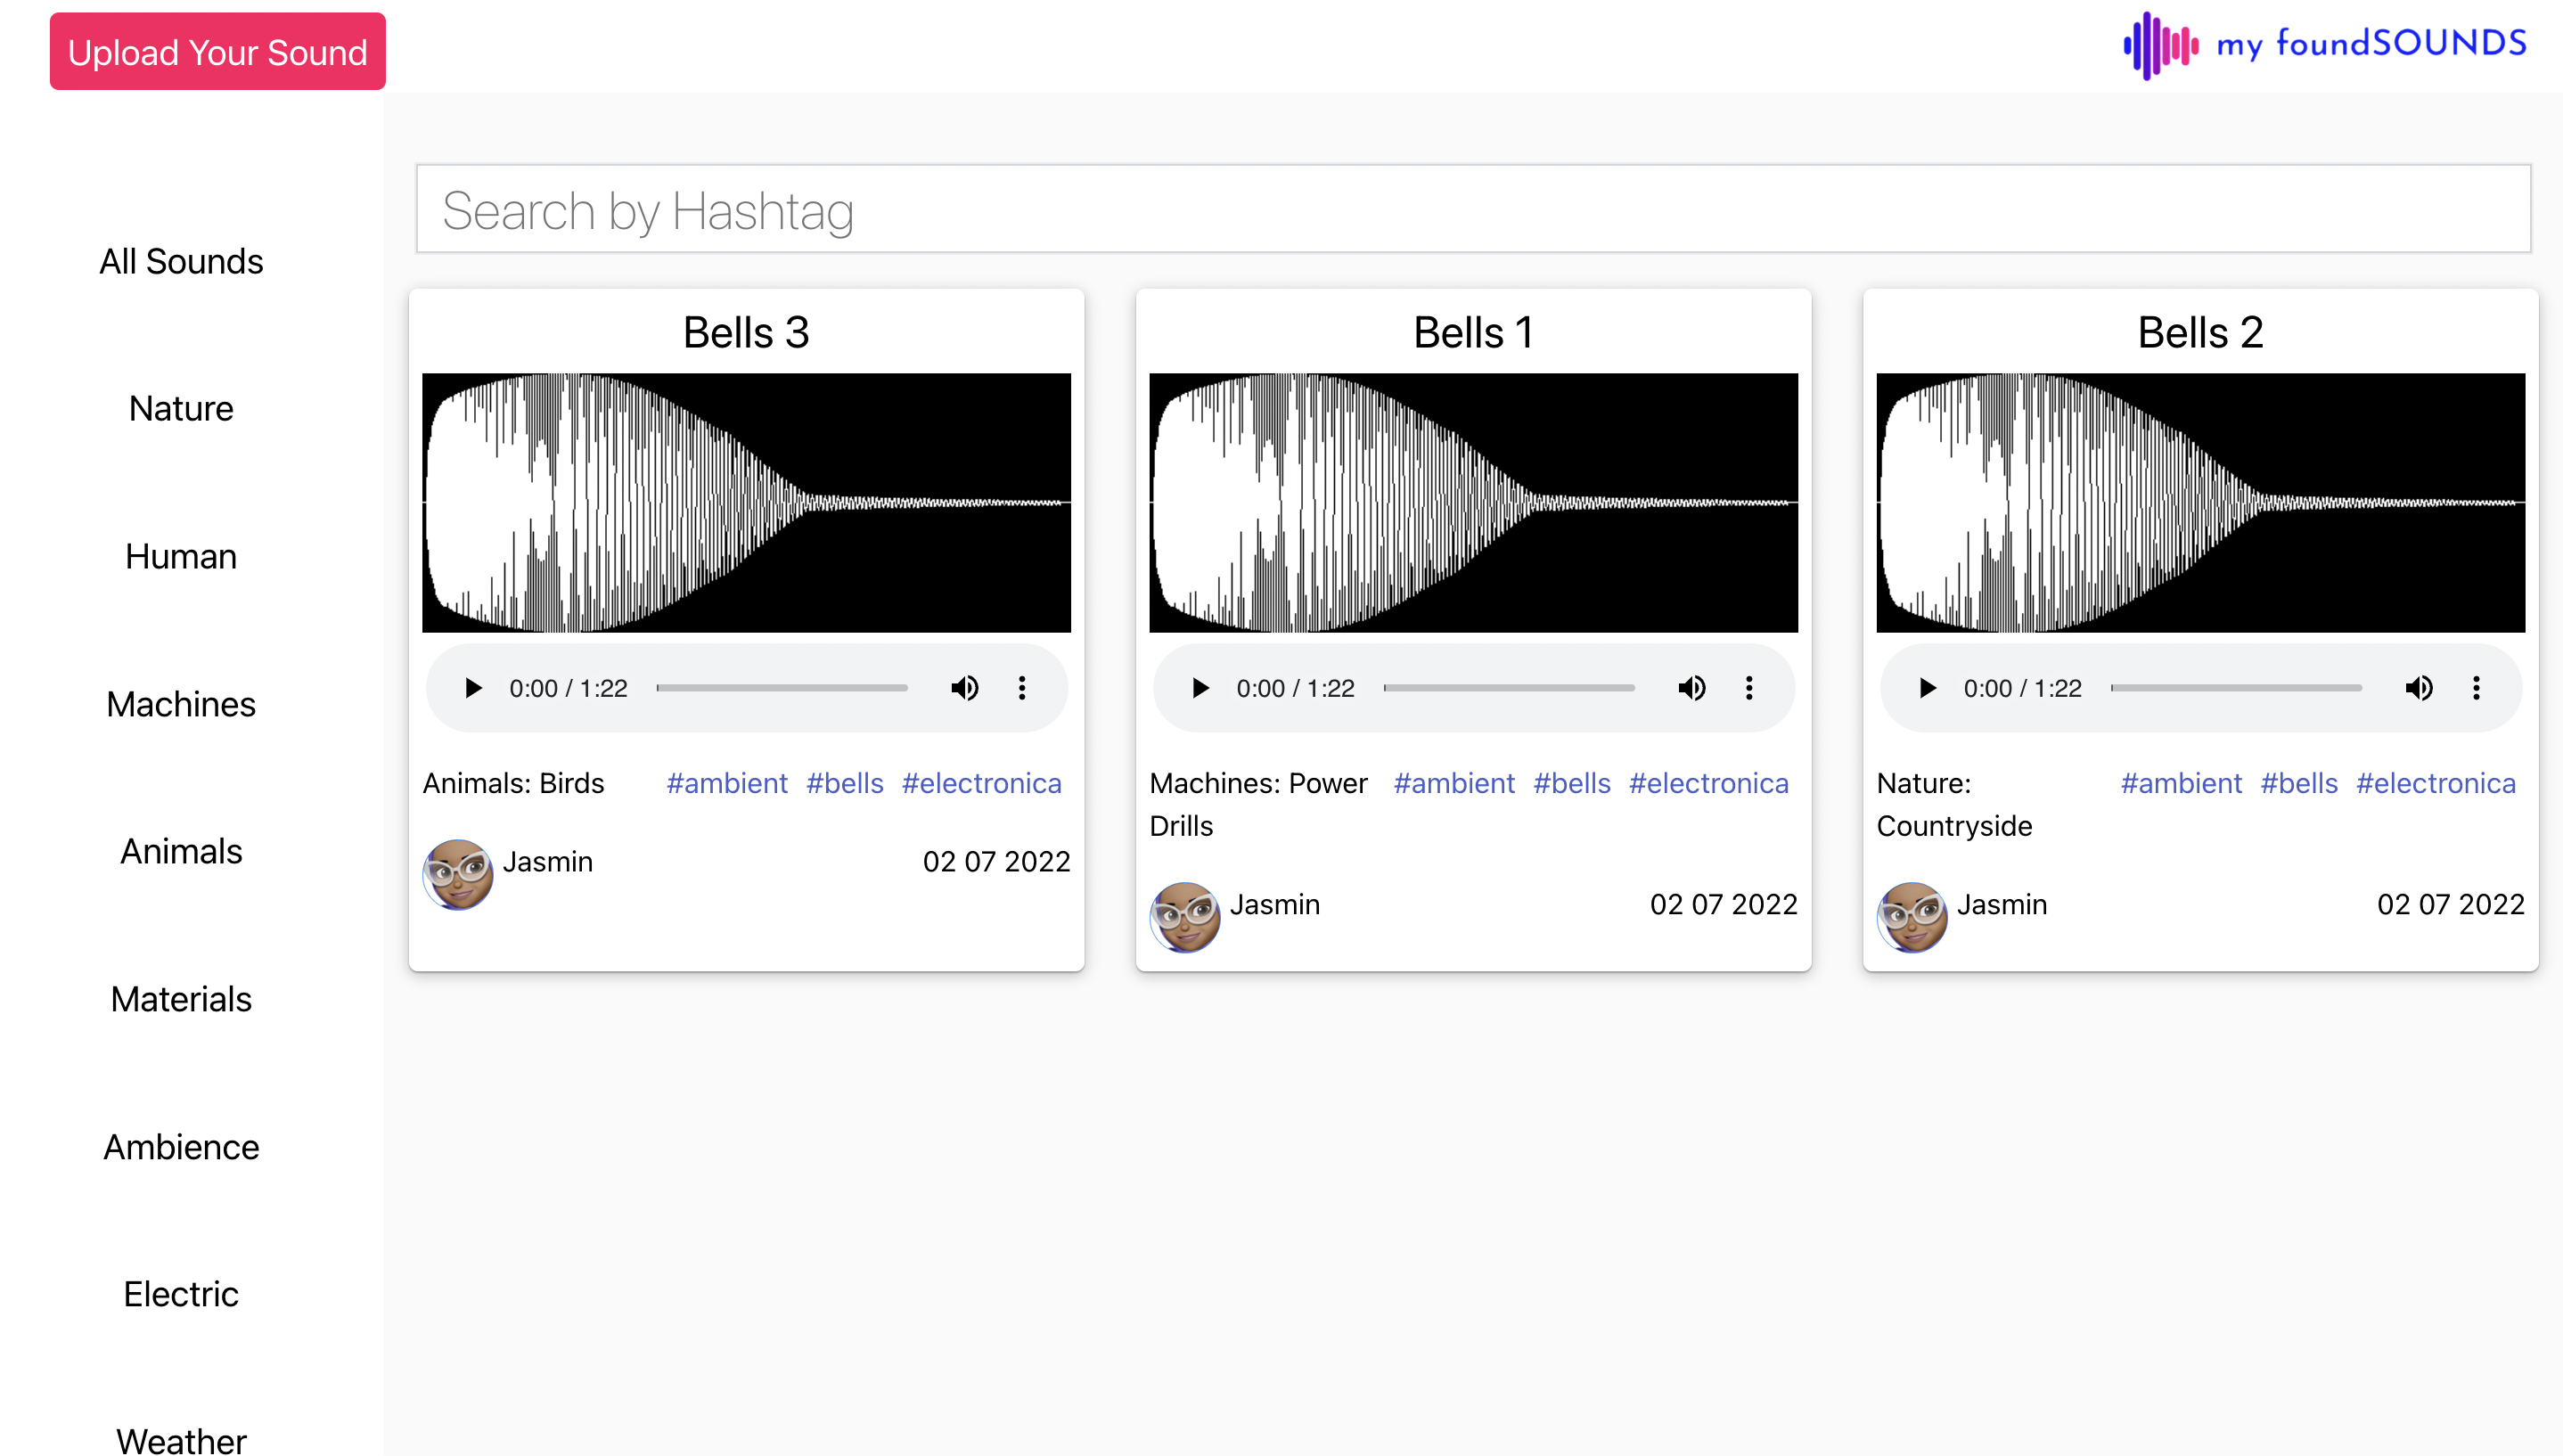 Upload Your Sound
my foundSOUNDS
All Sounds
Nature
Human
Machines
Animals
Materials
Ambience
Electric
Weather
Search by Hashtag
Bells 3
0:00 / 1:22
Animals: Birds #ambient #bells #electronica
Jasmin 02 07 2022
Bells 1
0:00 / 1:22
Machines: Power #ambient #bells #electronica
Drills
Jasmin 02 07 2022
Bells 2
0:00 / 1:22
Nature: #ambient #bells #electronica
Countryside
Jasmin 02 07 2022